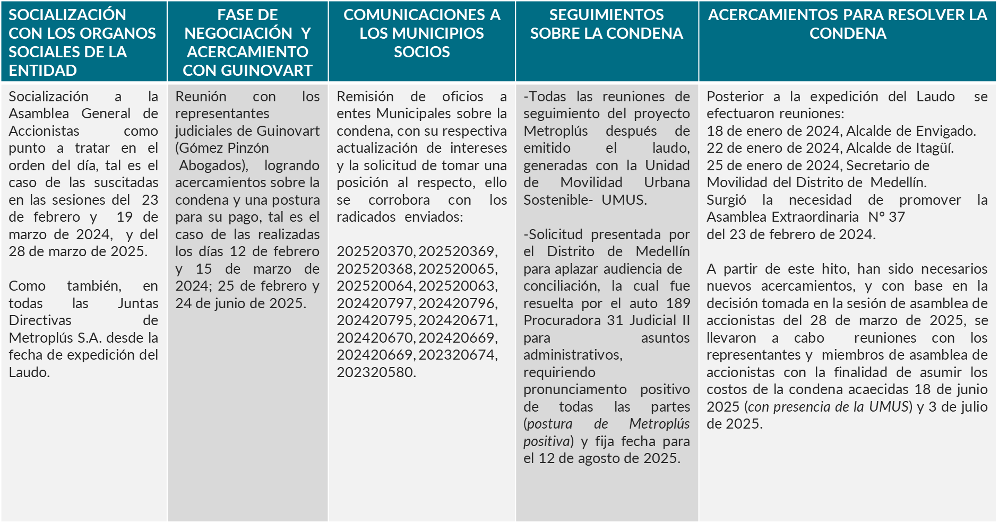 SOCIALIZACIÓN
CON LOS ORGANOS
SOCIALES DE LA
ENTIDAD
FASE DE
NEGOCIACIÓN Y
ACERCAMIENTO
CON GUINOVART
COMUNICACIONES A
LOS MUNICIPIOS
SOCIOS
SEGUIMIENTOS
SOBRE LA CONDENA
ACERCAMIENTOS PARA RESOLVER LA
CONDENA
Socialización a la
Asamblea General de
Accionistas como
punto a tratar en el
orden del día, tal es el
caso de las suscitadas
en las sesiones del 23
de febrero y 19 de
marzo de 2024, y del
28 de marzo de 2025.
Como también, en
todas las Juntas
Directivas de
Metroplús S.A. desde la
fecha de expedición del
Laudo.
Reunión con los
representantes
judiciales de Guinovart
(Gómez Pinzón
Abogados), logrando
acercamientos sobre la
condena y una postura
para su pago, tal es el
caso de las realizadas
los días 12 de febrero
y 15 de marzo de
2024; 25 de febrero y
24 de junio de 2025.
Remisión de oficios a
entes Municipales sobre la
condena, con su respectiva
actualización de intereses
y la solicitud de tomar una
posición al respecto, ello
se corrobora con los
radicados enviados:
202520370, 202520369,
202520368, 202520065,
202520064, 202520063,
202420797, 202420796,
202420795, 202420671,
202420670, 202420669,
202420669, 202320674,
202320580.
-Todas las reuniones de
seguimiento del proyecto
Metroplús después de
emitido el laudo,
generadas con la Unidad
de Movilidad Urbana
Sostenible- UMUS.
-Solicitud presentada por
el Distrito de Medellín
para aplazar audiencia de
conciliación, la cual fue
resuelta por el auto 189
Procuradora 31 Judicial II
para asuntos
administrativos,
requiriendo
pronunciamento positivo
de todas las partes
(postura de Metroplús
positiva) y fija fecha para
el 12 de agosto de 2025.
Posterior a la expedición del Laudo se
efectuaron reuniones:
18 de enero de 2024, Alcalde de Envigado.
22 de enero de 2024, Alcalde de Itagüí.
25 de enero de 2024, Secretario de
Movilidad del Distrito de Medellín.
Surgió la necesidad de promover la
Asamblea Extraordinaria N° 37
del 23 de febrero de 2024.
A partir de este hito, han sido necesarios
nuevos acercamientos, y con base en la
decisión tomada en la sesión de asamblea de
accionistas del 28 de marzo de 2025, se
llevaron a cabo reuniones con los
representantes y miembros de asamblea de
accionistas con la finalidad de asumir los
costos de la condena acaecidas 18 de junio
2025 (con presencia de la UMUS) y 3 de julio
de 2025.